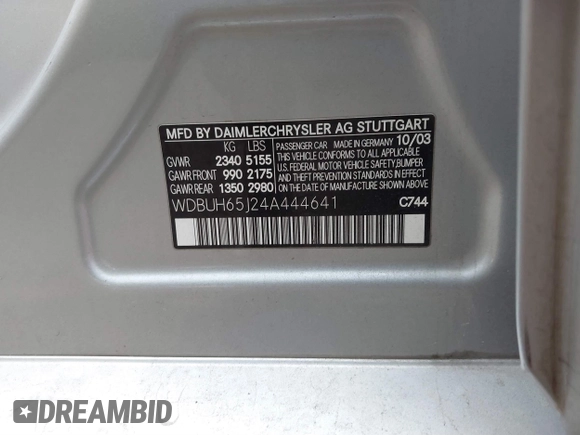 MFD BY DAIMLERCHRYSLER AG STUTTGART
KG LBS
GVWR 2340 5155
GAWR FRONT 990 2175
GAWR REAR 1350 2980
PASSENGER CAR MADE IN GERMANY 10/03
THIS VEHICLE CONFORMS TO ALL APPLICABLE
U.S. FEDERAL MOTOR VEHICLE SAFETY, BUMPER
AND THEFT PREVENTION STANDARDS IN EFFECT
ON THE DATE OF MANUFACTURE SHOWN ABOVE.
WDBUH65J24A444641
C744
DREAMBID